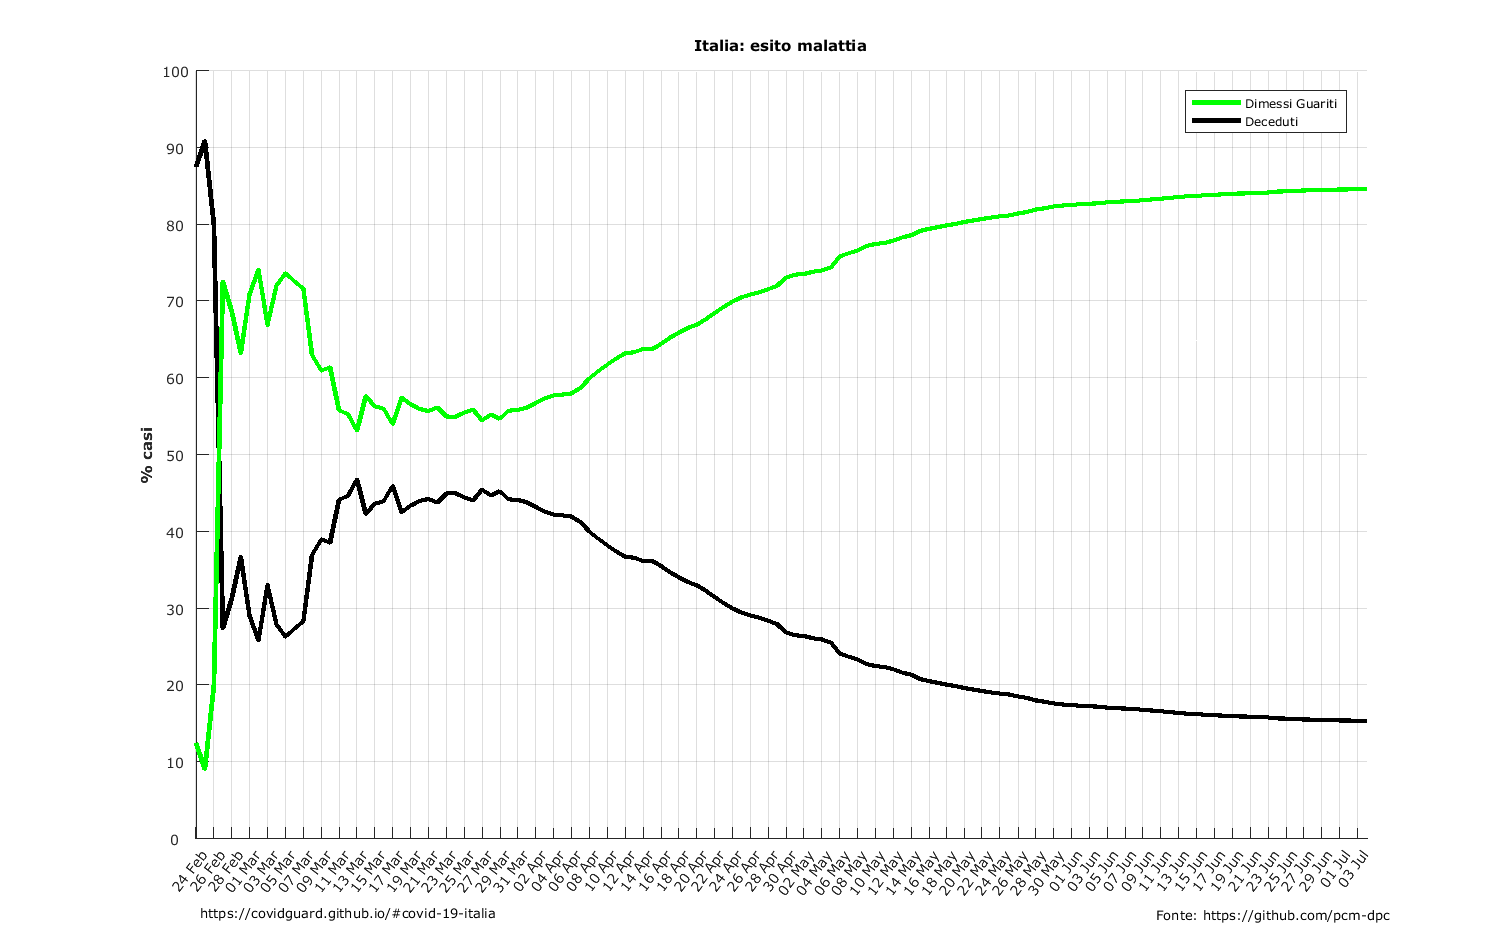 Italia: esito malattia
100
90
80
70
60
50
40
30
20
10
0
% casi
Dimessi Guariti
Deceduti
24 Feb
26 Feb
28 Feb
01 Mar
03 Mar
05 Mar
07 Mar
09 Mar
11 Mar
13 Mar
15 Mar
17 Mar
19 Mar
21 Mar
23 Mar
25 Mar
27 Mar
29 Mar
31 Mar
02 Apr
04 Apr
06 Apr
08 Apr
10 Apr
12 Apr
14 Apr
16 Apr
18 Apr
20 Apr
22 Apr
24 Apr
26 Apr
28 Apr
30 Apr
02 May
04 May
06 May
08 May
10 May
12 May
14 May
16 May
18 May
20 May
22 May
24 May
26 May
28 May
30 May
01 Jun
03 Jun
05 Jun
07 Jun
09 Jun
11 Jun
13 Jun
15 Jun
17 Jun
19 Jun
21 Jun
23 Jun
25 Jun
27 Jun
29 Jun
01 Jul
03 Jul
https://covidguard.github.io/#covid-19-italia
Fonte: https://github.com/pcm-dpc